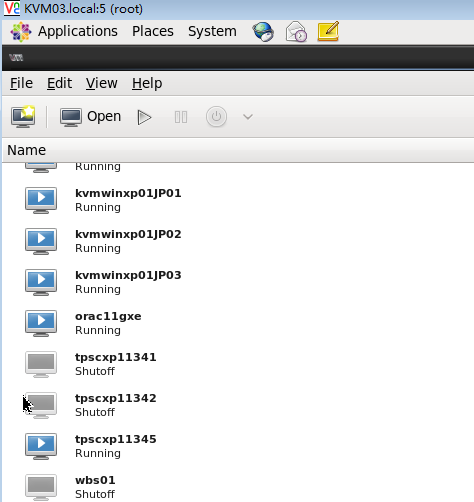 KVM03.local:5 (root)
Applications Places System
File Edit View Help
Open
Name
Running
kvmwinxp01JP01
Running
kvmwinxp01JP02
Running
kvmwinxp01JP03
Running
orac11gxe
Running
tpscxp11341
Shutoff
tpscxp11342
Shutoff
tpscxp11345
Running
wbs01
Shutoff